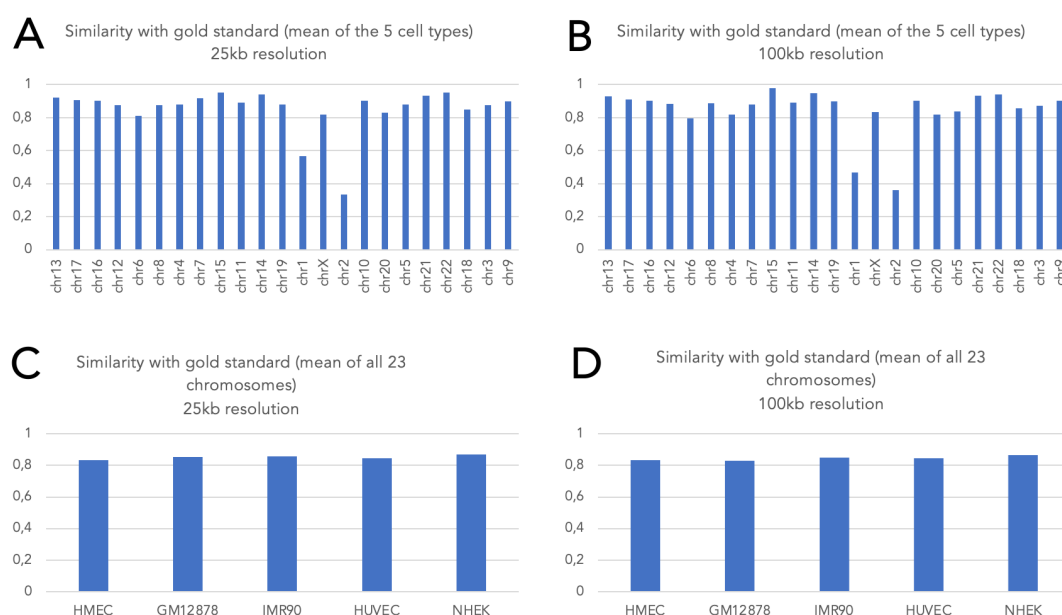 A
Similarity with gold standard (mean of the 5 cell types)
25kb resolution
1
0,8
0,6
0,4
0,2
0
chr13
chr17
chr16
chr12
chr6
chr8
chr4
chr7
chr15
chr11
chr14
chr19
chr1
chrX
chr2
chr10
chr20
chr5
chr21
chr22
chr18
chr3
chr9
B
Similarity with gold standard (mean of the 5 cell types)
100kb resolution
1
0,8
0,6
0,4
0,2
0
chr13
chr17
chr16
chr12
chr6
chr8
chr4
chr7
chr15
chr11
chr14
chr19
chr1
chrX
chr2
chr10
chr20
chr5
chr21
chr22
chr18
chr3
chr9
C
Similarity with gold standard (mean of all 23
chromosomes)
25kb resolution
1
0,8
0,6
0,4
0,2
0
HMEC
GM12878
IMR90
HUVEC
NHEK
D
Similarity with gold standard (mean of all 23
chromosomes)
100kb resolution
1
0,8
0,6
0,4
0,2
0
HMEC
GM12878
IMR90
HUVEC
NHEK